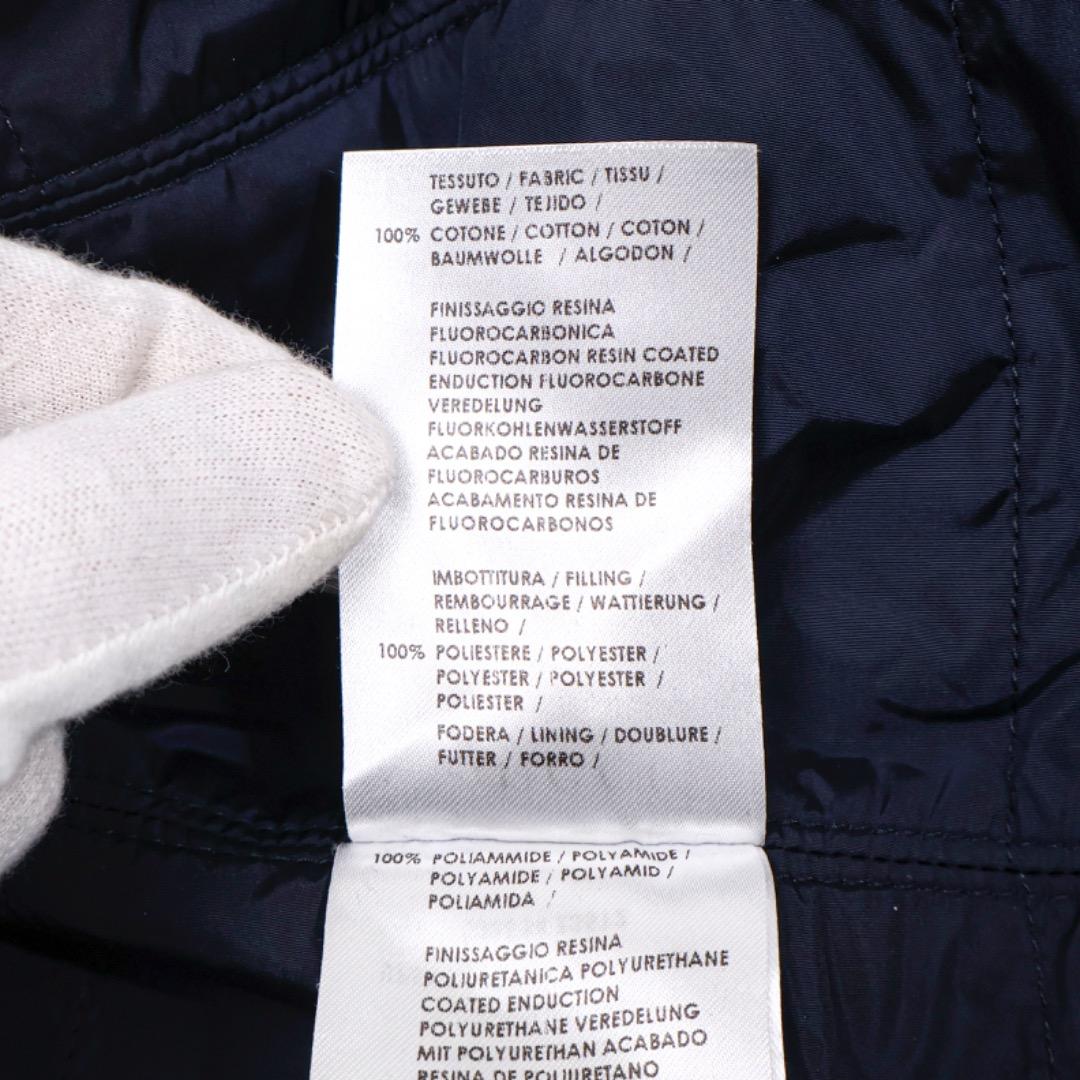 TESSUTO / FABRIC / TISSU /
GEWEBE / TEJIDO /
100% COTONE / COTTON / COTON /
BAUMWOLLE / ALGODON /
FINISSAGGIO RESINA
FLUOROCARBONICA
FLUOROCARBON RESIN COATED
ENDUCTION FLUOROCARBONE
VEREDELUNG
FLUORKOHLENWASSERSTOFF
ACABADO RESINA DE
FLUOROCARBUROS
ACABAMENTO RESINA DE
FLUOROCARBONOS
IMBOTTITURA / FILLING /
REMBOURRAGE / WATTIERUNG /
RELLENO /
100% POLIESTERE / POLYESTER /
POLYESTER / POLYESTER /
POLIESTER /
FODERA / LINING / DOUBLURE /
FUTTER / FORRO /
100% POLIAMMIDE / POLYAMIDE /
POLYAMIDE / POLYAMID /
POLIAMIDA /
FINISSAGGIO RESINA
POLIURETANICA POLYURETHANE
COATED ENDUCTION
POLYURETHANE VEREDELUNG
MIT POLYURETHAN ACABADO
RESINA DE POLIURETANO